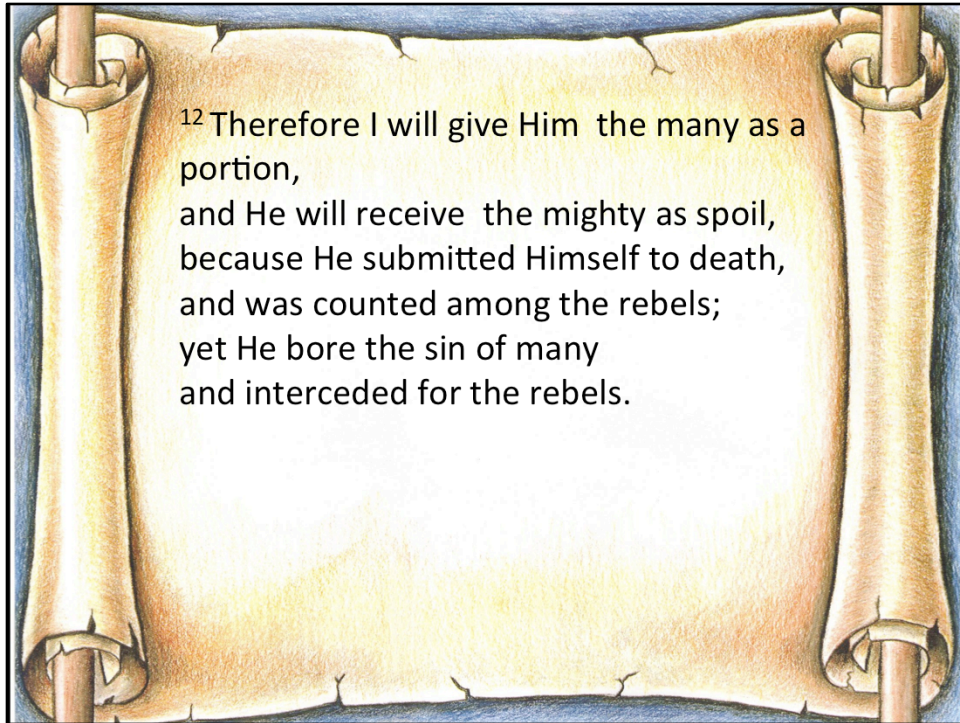 12 Therefore I will give Him  the many as a
portion,
and He will receive  the mighty as spoil,
because He submitted Himself to death,
and was counted among the rebels;
yet He bore the sin of many
and interceded for the rebels.